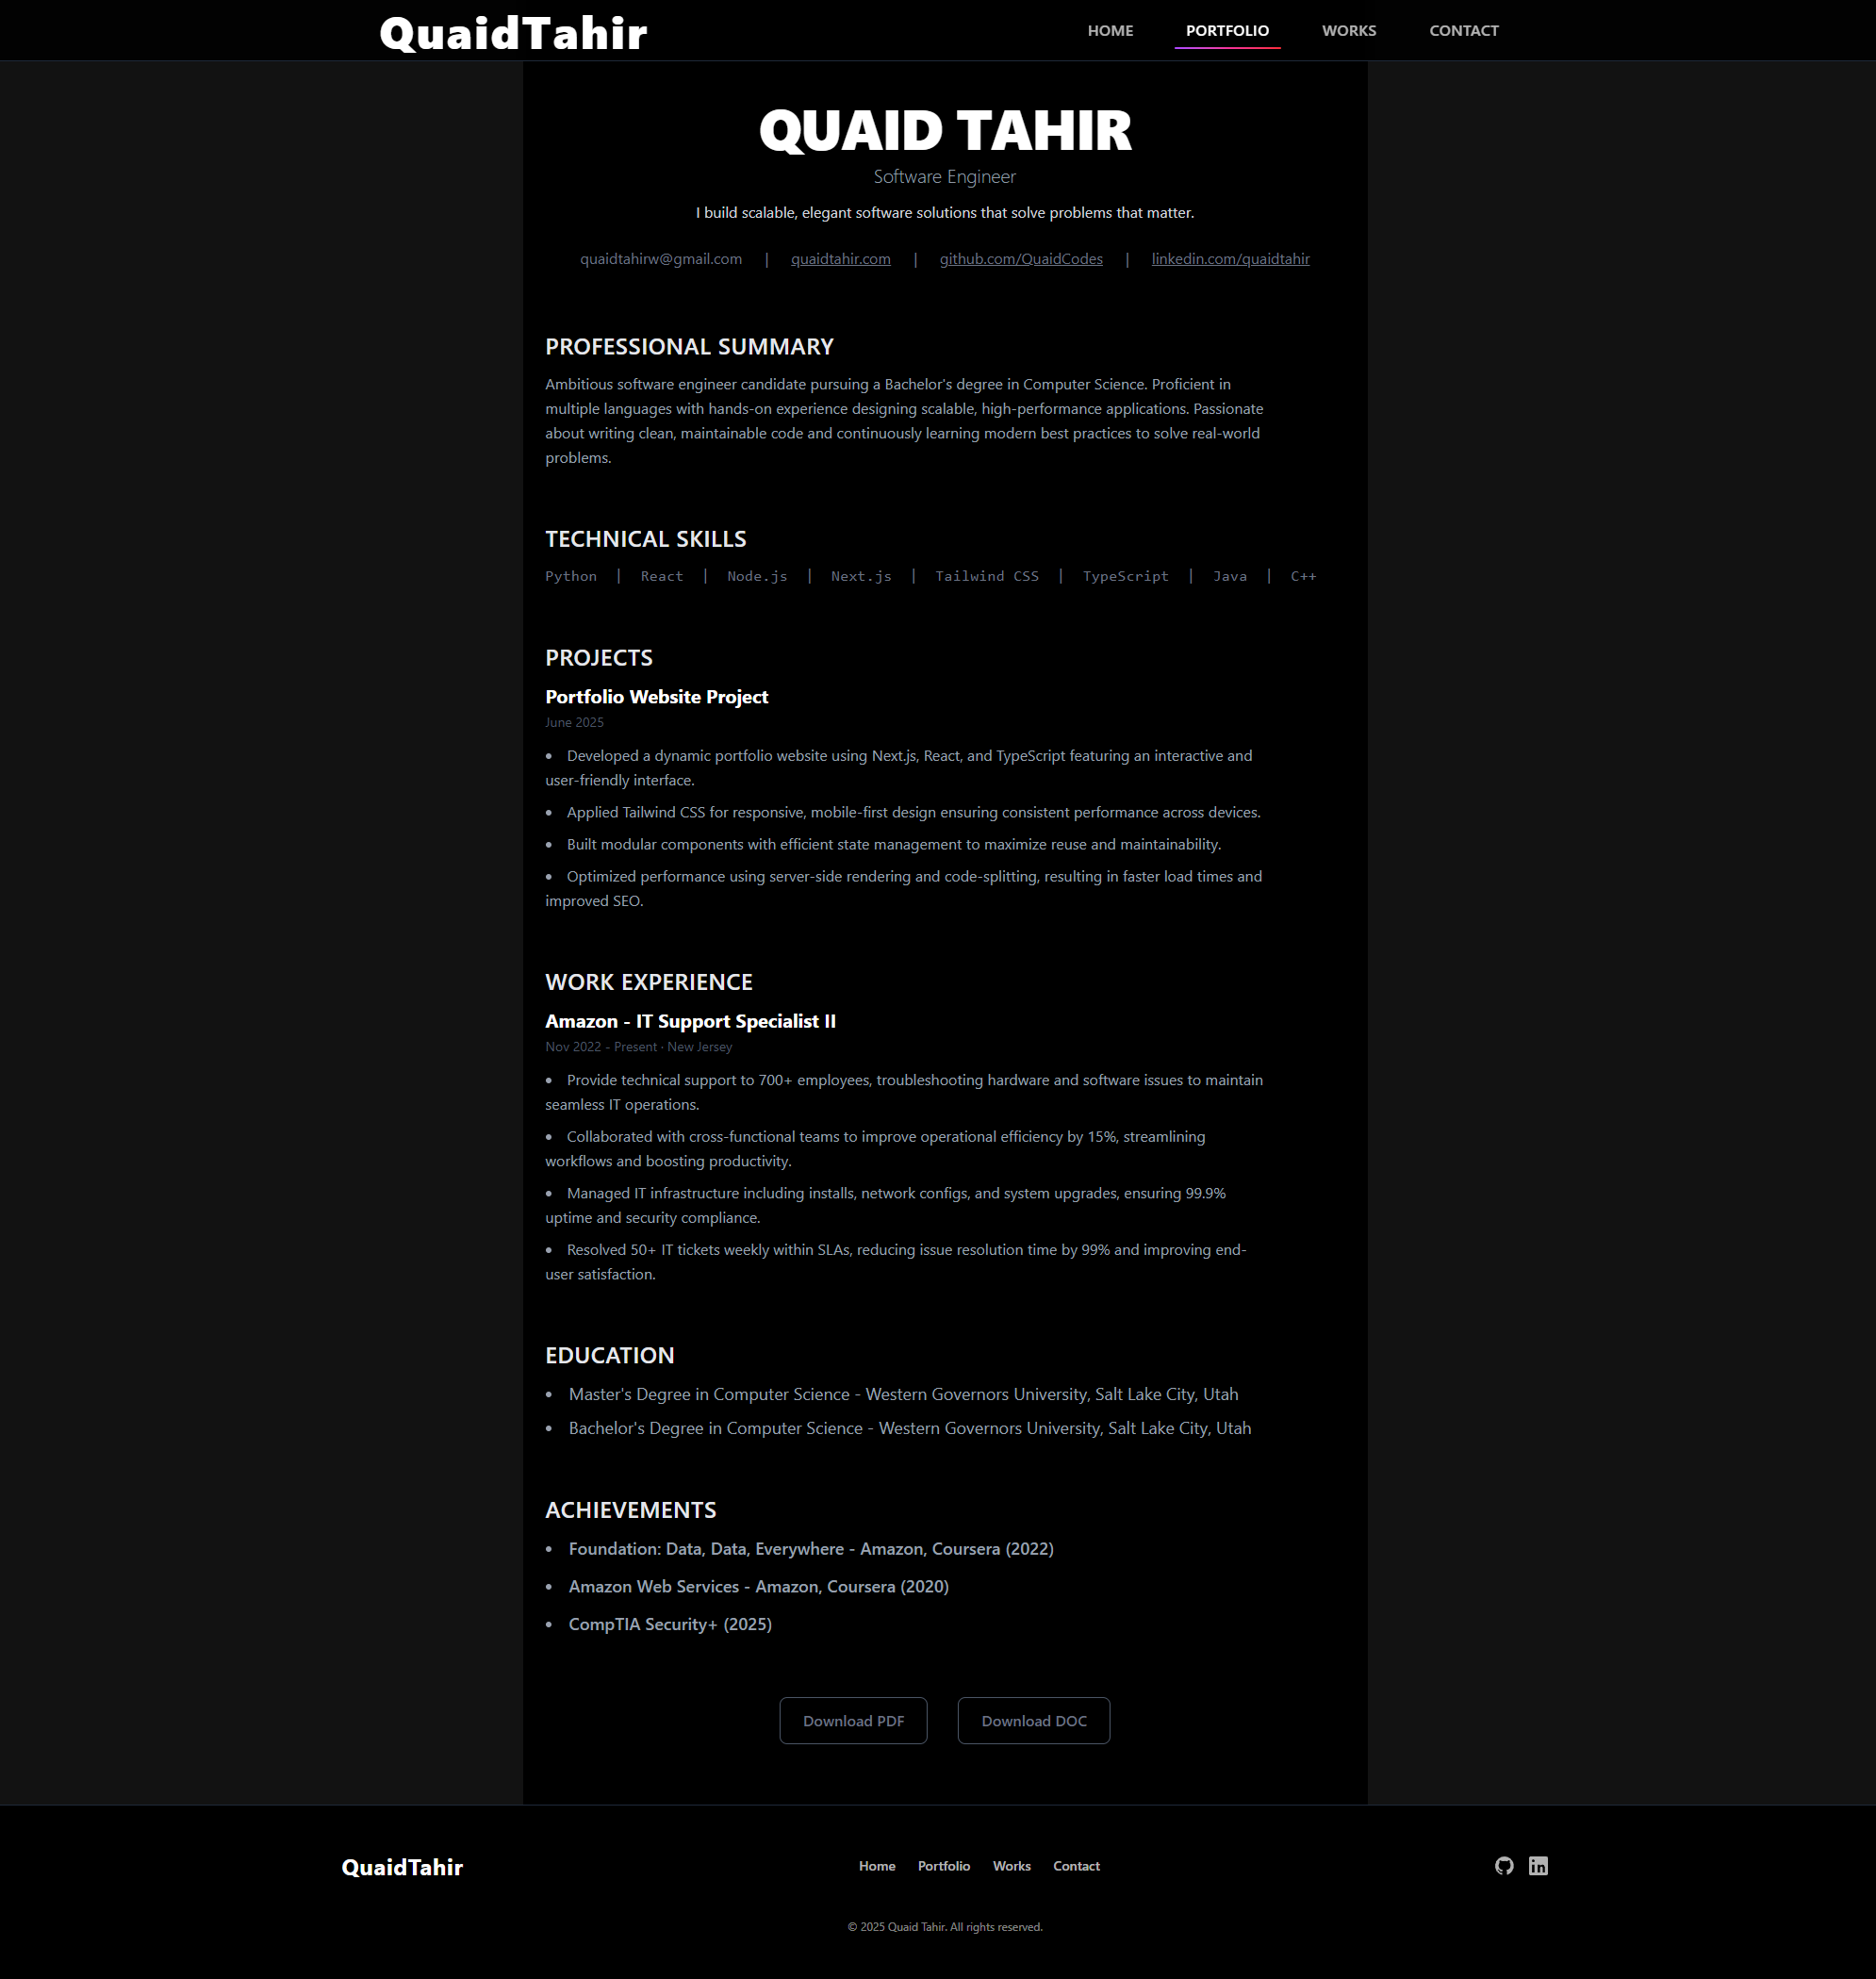 QuaidTahir
HOME PORTFOLIO WORKS CONTACT
QUAID TAHIR
Software Engineer
I build scalable, elegant software solutions that solve problems that matter.
quaidtahirw@gmail.com | quaidtahir.com | github.com/QuaidCodes | linkedin.com/quaidtahir
PROFESSIONAL SUMMARY
Ambitious software engineer candidate pursuing a Bachelor's degree in Computer Science. Proficient in
multiple languages with hands-on experience designing scalable, high-performance applications. Passionate
about writing clean, maintainable code and continuously learning modern best practices to solve real-world
problems.
TECHNICAL SKILLS
Python | React | Node.js | Next.js | Tailwind CSS | TypeScript | Java | C++
PROJECTS
Portfolio Website Project
June 2025
• Developed a dynamic portfolio website using Next.js, React, and TypeScript featuring an interactive and
user-friendly interface.
• Applied Tailwind CSS for responsive, mobile-first design ensuring consistent performance across devices.
• Built modular components with efficient state management to maximize reuse and maintainability.
• Optimized performance using server-side rendering and code-splitting, resulting in faster load times and
improved SEO.
WORK EXPERIENCE
Amazon - IT Support Specialist II
Nov 2022 - Present · New Jersey
• Provide technical support to 700+ employees, troubleshooting hardware and software issues to maintain
seamless IT operations.
• Collaborated with cross-functional teams to improve operational efficiency by 15%, streamlining
workflows and boosting productivity.
• Managed IT infrastructure including installs, network configs, and system upgrades, ensuring 99.9%
uptime and security compliance.
• Resolved 50+ IT tickets weekly within SLAs, reducing issue resolution time by 99% and improving end-
user satisfaction.
EDUCATION
• Master's Degree in Computer Science - Western Governors University, Salt Lake City, Utah
• Bachelor's Degree in Computer Science - Western Governors University, Salt Lake City, Utah
ACHIEVEMENTS
• Foundation: Data, Data, Everywhere - Amazon, Coursera (2022)
• Amazon Web Services - Amazon, Coursera (2020)
• CompTIA Security+ (2025)
Download PDF Download DOC
QuaidTahir Home Portfolio Works Contact
© 2025 Quaid Tahir. All rights reserved.